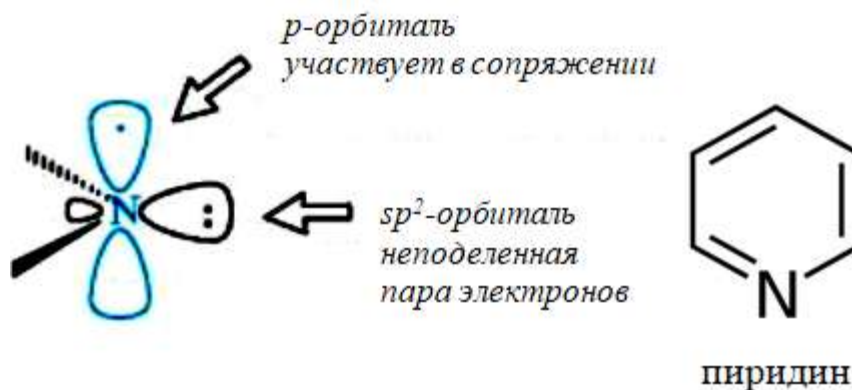 p-орбиталь
участвует в сопряжении
N
sp²-орбиталь
неподеленная
пара электронов
N
пиридин